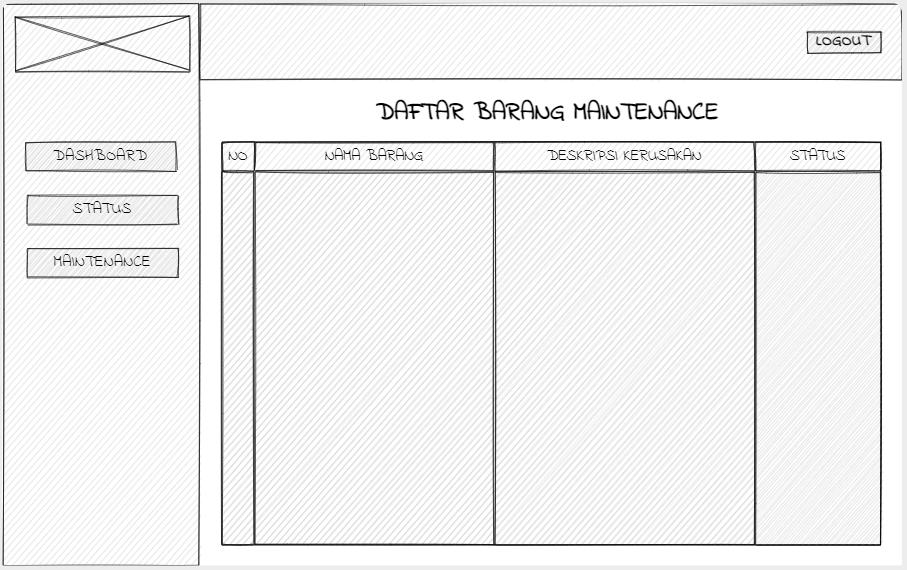 LOGOUT
DAFTAR BARANG MAINTENANCE
DASHBOARD
STATUS
MAINTENANCE
NO NAMA BARANG DESKRIPSI KERUSAKAN STATUS